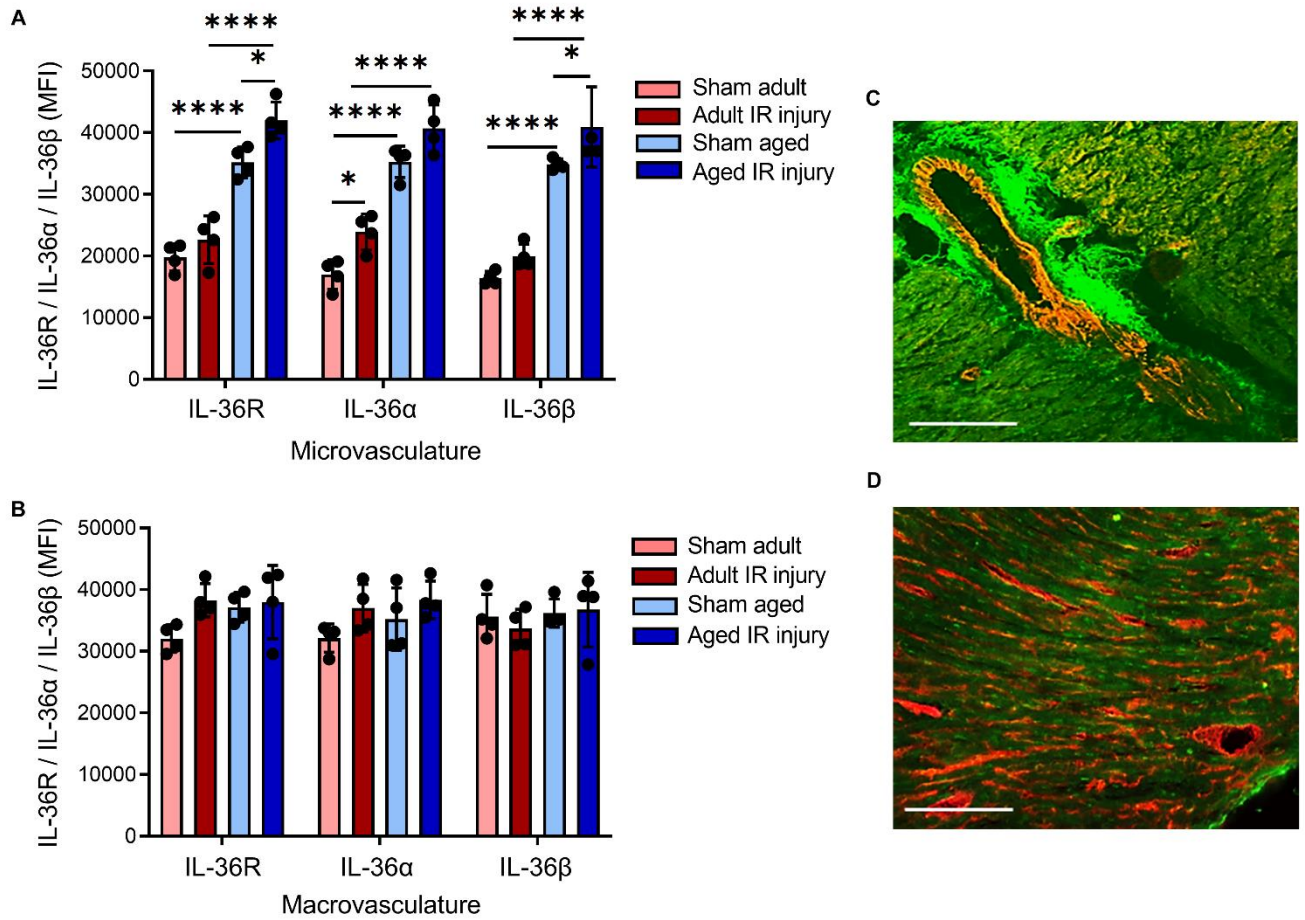 A
IL-36R / IL-36α / IL-36β (MFI)
50000
40000
30000
20000
10000
0
****
****
*
****
****
*
****
*
****
****
IL-36R
IL-36α
IL-36β
Microvasculature
Sham adult
Adult IR injury
Sham aged
Aged IR injury
B
IL-36R / IL-36α / IL-36β (MFI)
50000
40000
30000
20000
10000
0
IL-36R
IL-36α
IL-36β
Macrovasculature
Sham adult
Adult IR injury
Sham aged
Aged IR injury
C
D